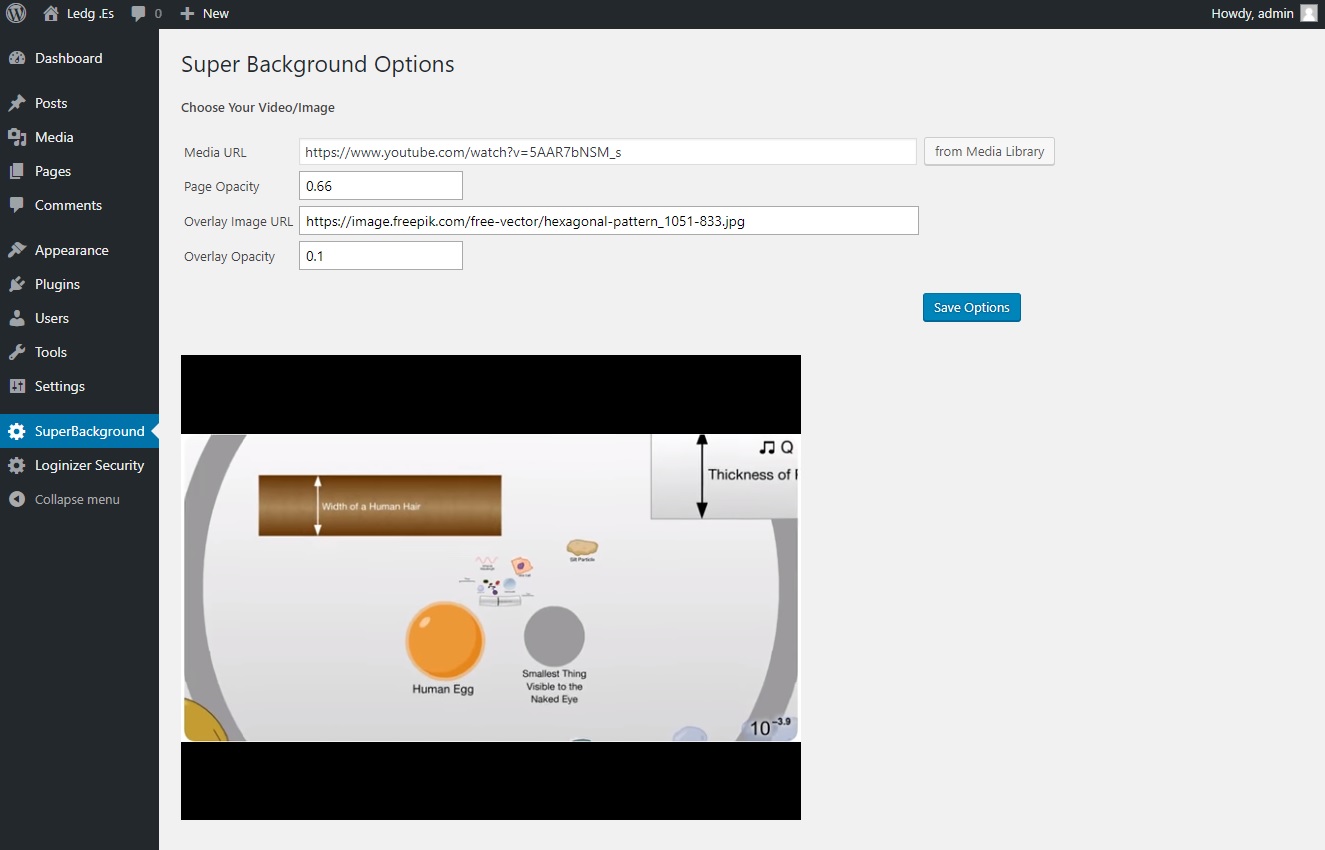 Ledg .Es 0 New Howdy, admin
Dashboard
Posts
Media
Pages
Comments
Appearance
Plugins
Users
Tools
Settings
SuperBackground
Loginizer Security
Collapse menu
Super Background Options
Choose Your Video/Image
Media URL https://www.youtube.com/watch?v=5AAR7bNSM_s from Media Library
Page Opacity 0.66
Overlay Image URL https://image.freepik.com/free-vector/hexagonal-pattern_1051-833.jpg
Overlay Opacity 0.1
Save Options
Q
Thickness of
Width of a Human Hair
Silt Particle
Human Egg
Smallest Thing
Visible to the
Naked Eye
10-3.9